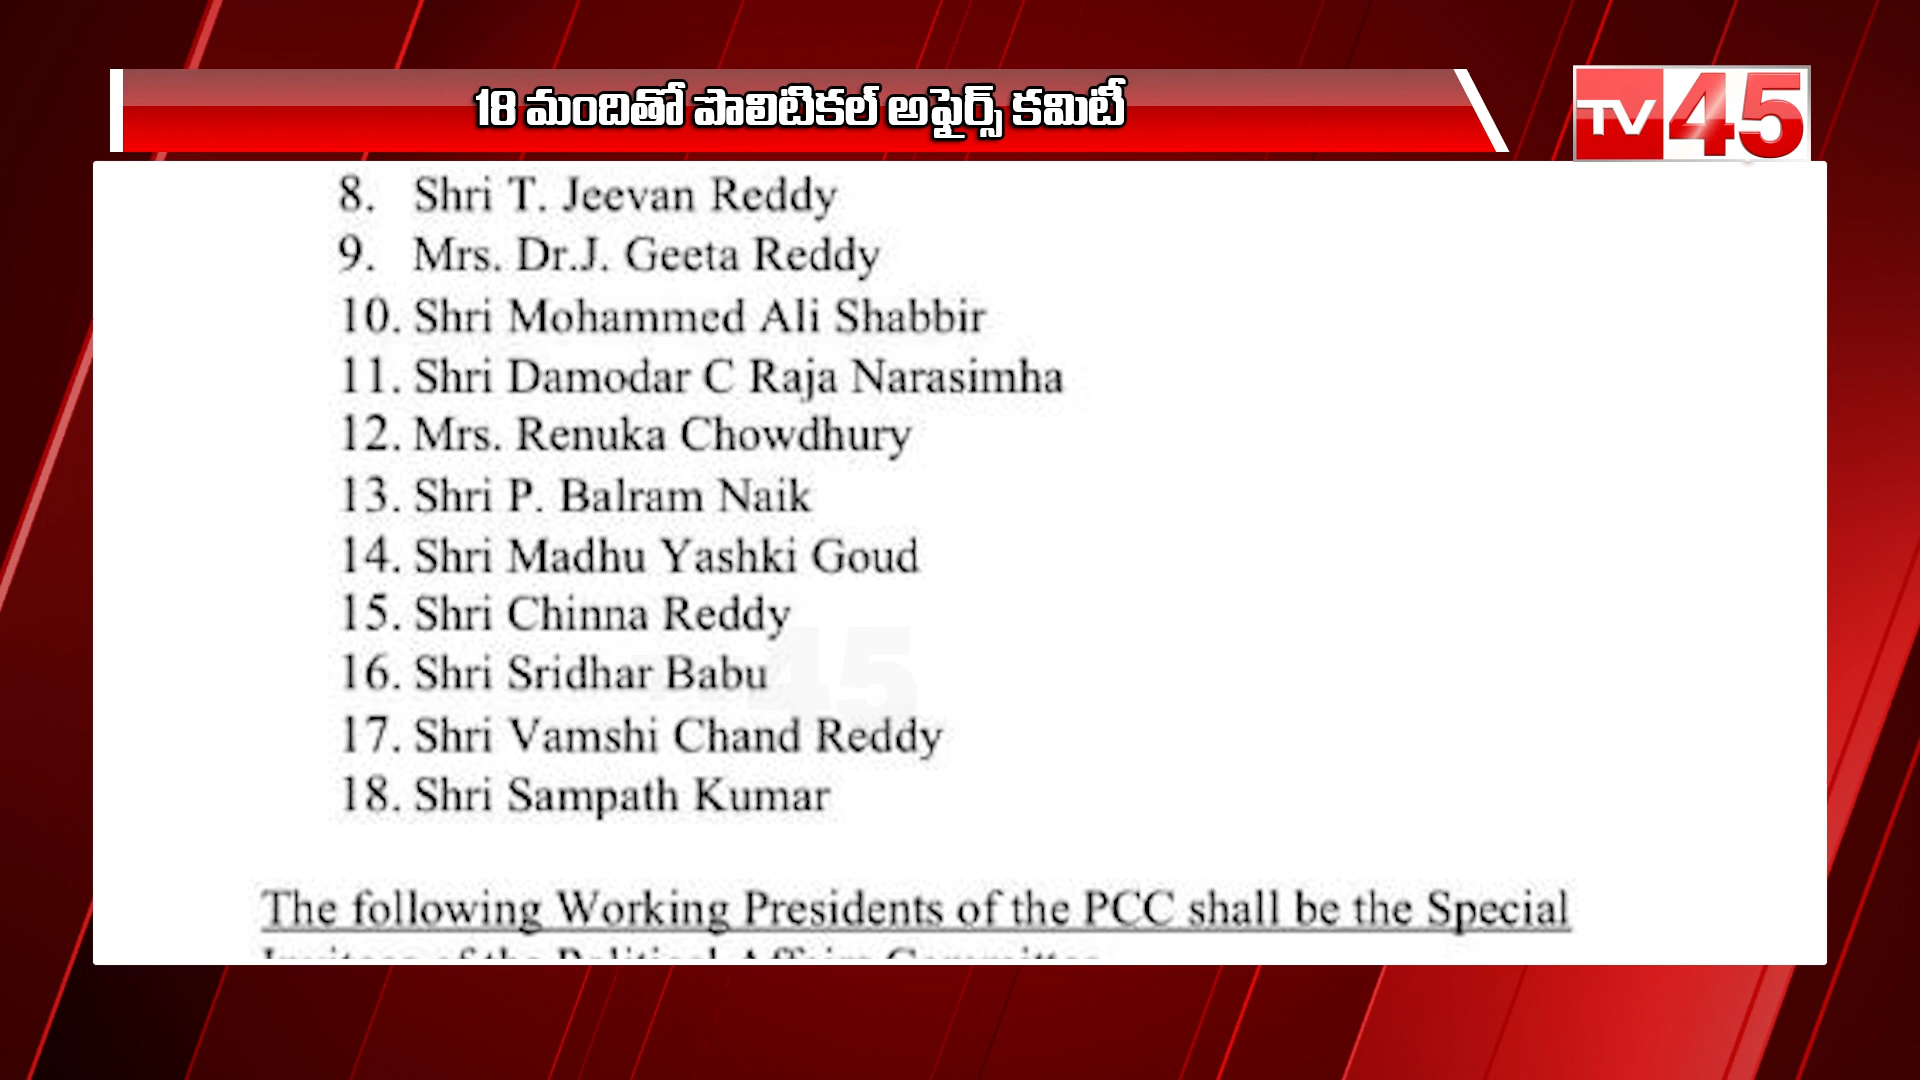 18 మందితో పొలిటికల్ అఫైర్స్ కమిటీ
TV 45
8. Shri T. Jeevan Reddy
9. Mrs. Dr.J. Geeta Reddy
10. Shri Mohammed Ali Shabbir
11. Shri Damodar C Raja Narasimha
12. Mrs. Renuka Chowdhury
13. Shri P. Balram Naik
14. Shri Madhu Yashki Goud
15. Shri Chinna Reddy
16. Shri Sridhar Babu
45
17. Shri Vamshi Chand Reddy
18. Shri Sampath Kumar
The following Working Presidents of the PCC shall be the Special